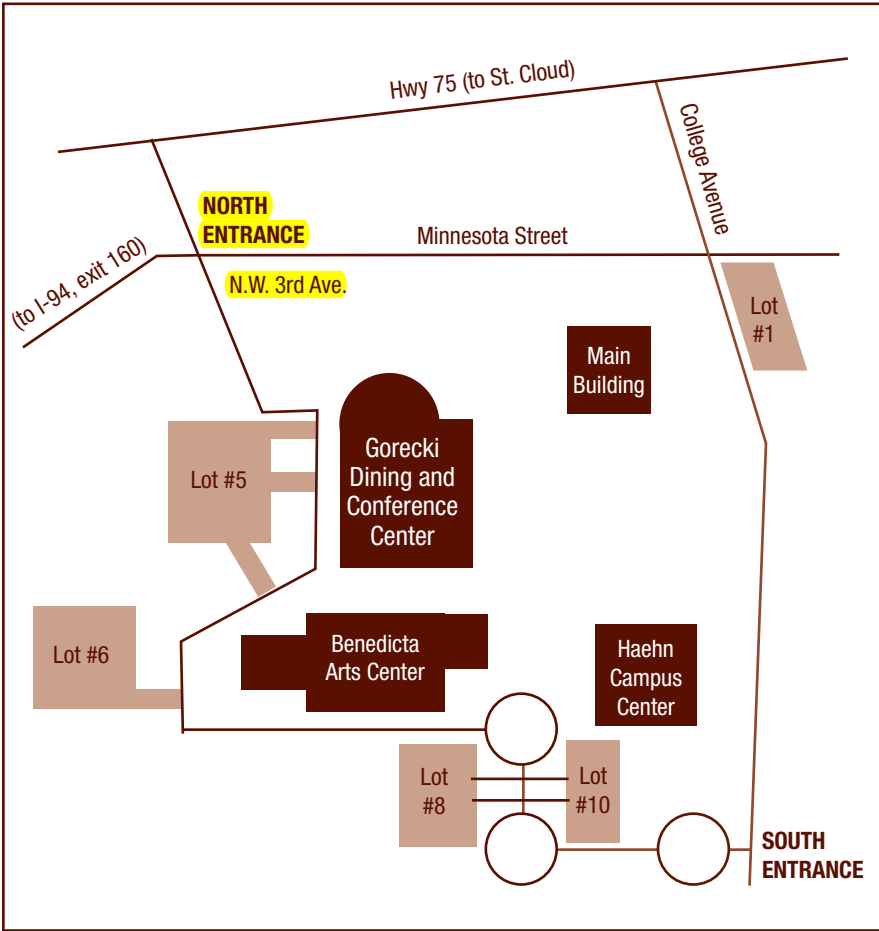 Hwy 75 (to St. Cloud)
College Avenue
NORTH
ENTRANCE
Minnesota Street
(to I-94, exit 160)
N.W. 3rd Ave.
Lot
#1
Main
Building
Gorecki
Dining and
Conference
Center
Lot #5
Lot #6
Benedicta
Arts Center
Haehn
Campus
Center
Lot
#8
Lot
#10
SOUTH
ENTRANCE